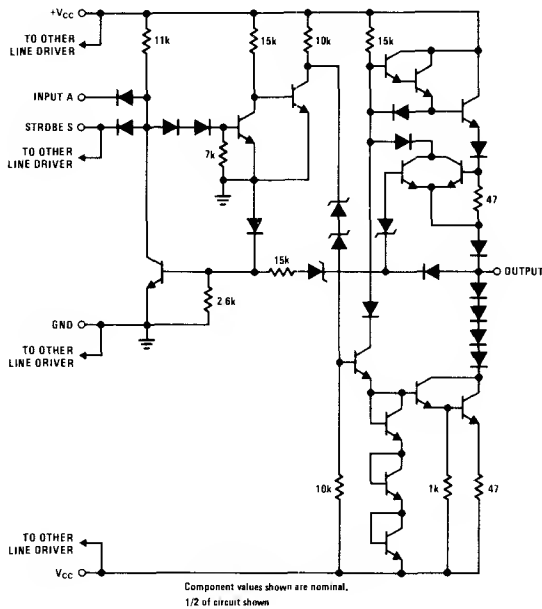 +VCC
TO OTHER
LINE DRIVER
11k
15k
10k
15k
INPUT A
STROBE S
TO OTHER
LINE DRIVER
7k
47
15k
OUTPUT
2.6k
GND
TO OTHER
LINE DRIVER
10k
1k
47
TO OTHER
LINE DRIVER
VCC
Component values shown are nominal.
1/2 of circuit shown